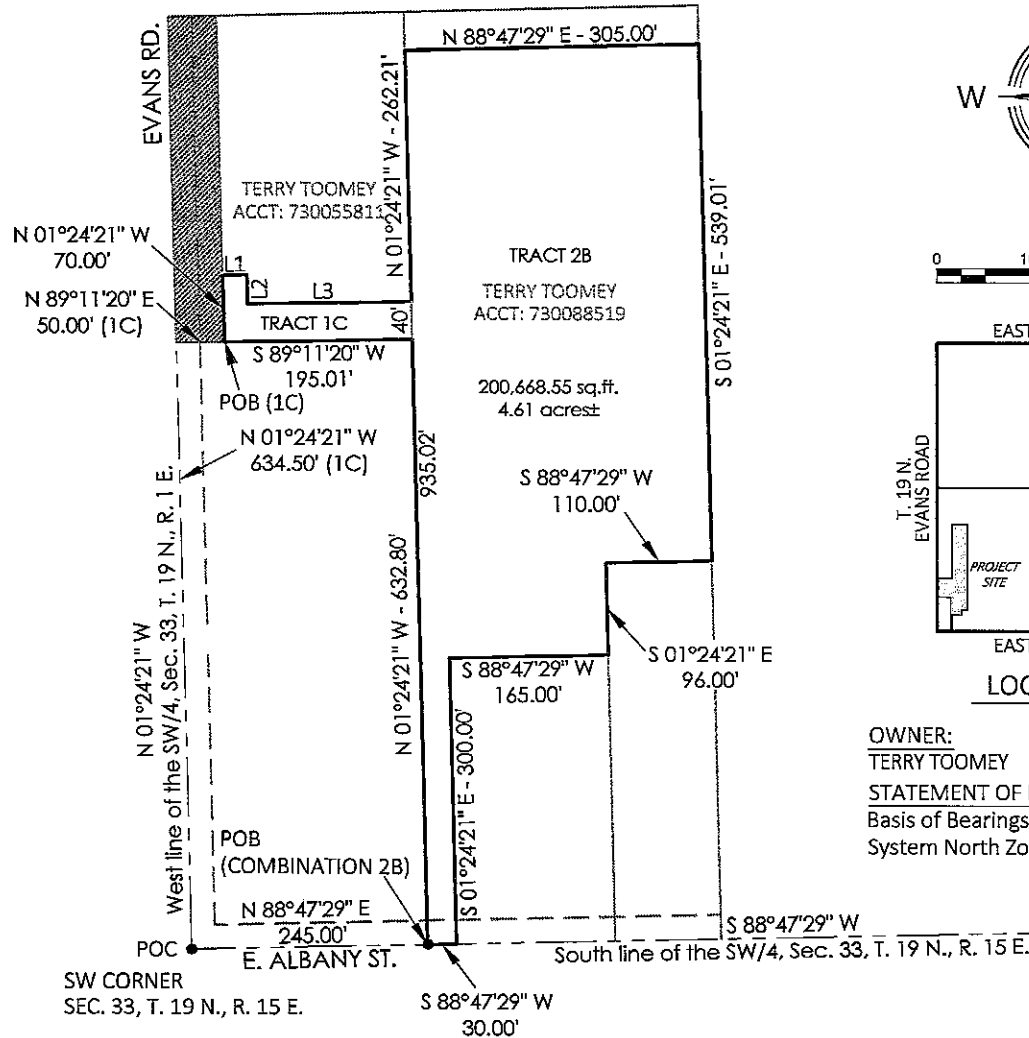 N 88°47'29" E - 305.00'
EVANS RD.
N 01°24'21" W - 262.21'
W
TERRY TOOMEY
ACCT: 730055811
N 01°24'21" W
70.00'
L1
L2
L3
TRACT 2B
TERRY TOOMEY
ACCT: 730088519
S 01°24'21" E - 539.01'
0
N 89°11'20" E
50.00' (1C)
TRACT 1C
40'
S 89°11'20" W
195.01'
POB (1C)
200,668.55 sq.ft.
4.61 acres±
N 01°24'21" W
634.50' (1C)
935.02'
S 88°47'29" W
110.00'
EAST
T. 19 N.
EVANS ROAD
PROJECT
SITE
EAST
N 01°24'21" W
West line of the SW/4, Sec. 33, T. 19 N., R. 1 E.
N 01°24'21" W - 632.80'
S 88°47'29" W
165.00'
S 01°24'21" E
96.00'
S 01°24'21" E - 300.00'
OWNER:
TERRY TOOMEY
STATEMENT OF
Basis of Bearings
System North Zo
POB
(COMBINATION 2B)
N 88°47'29" E
245.00'
S 88°47'29" W
POC
E. ALBANY ST.
South line of the SW/4, Sec. 33, T. 19 N., R. 15 E.
SW CORNER
SEC. 33, T. 19 N., R. 15 E.
S 88°47'29" W
30.00'